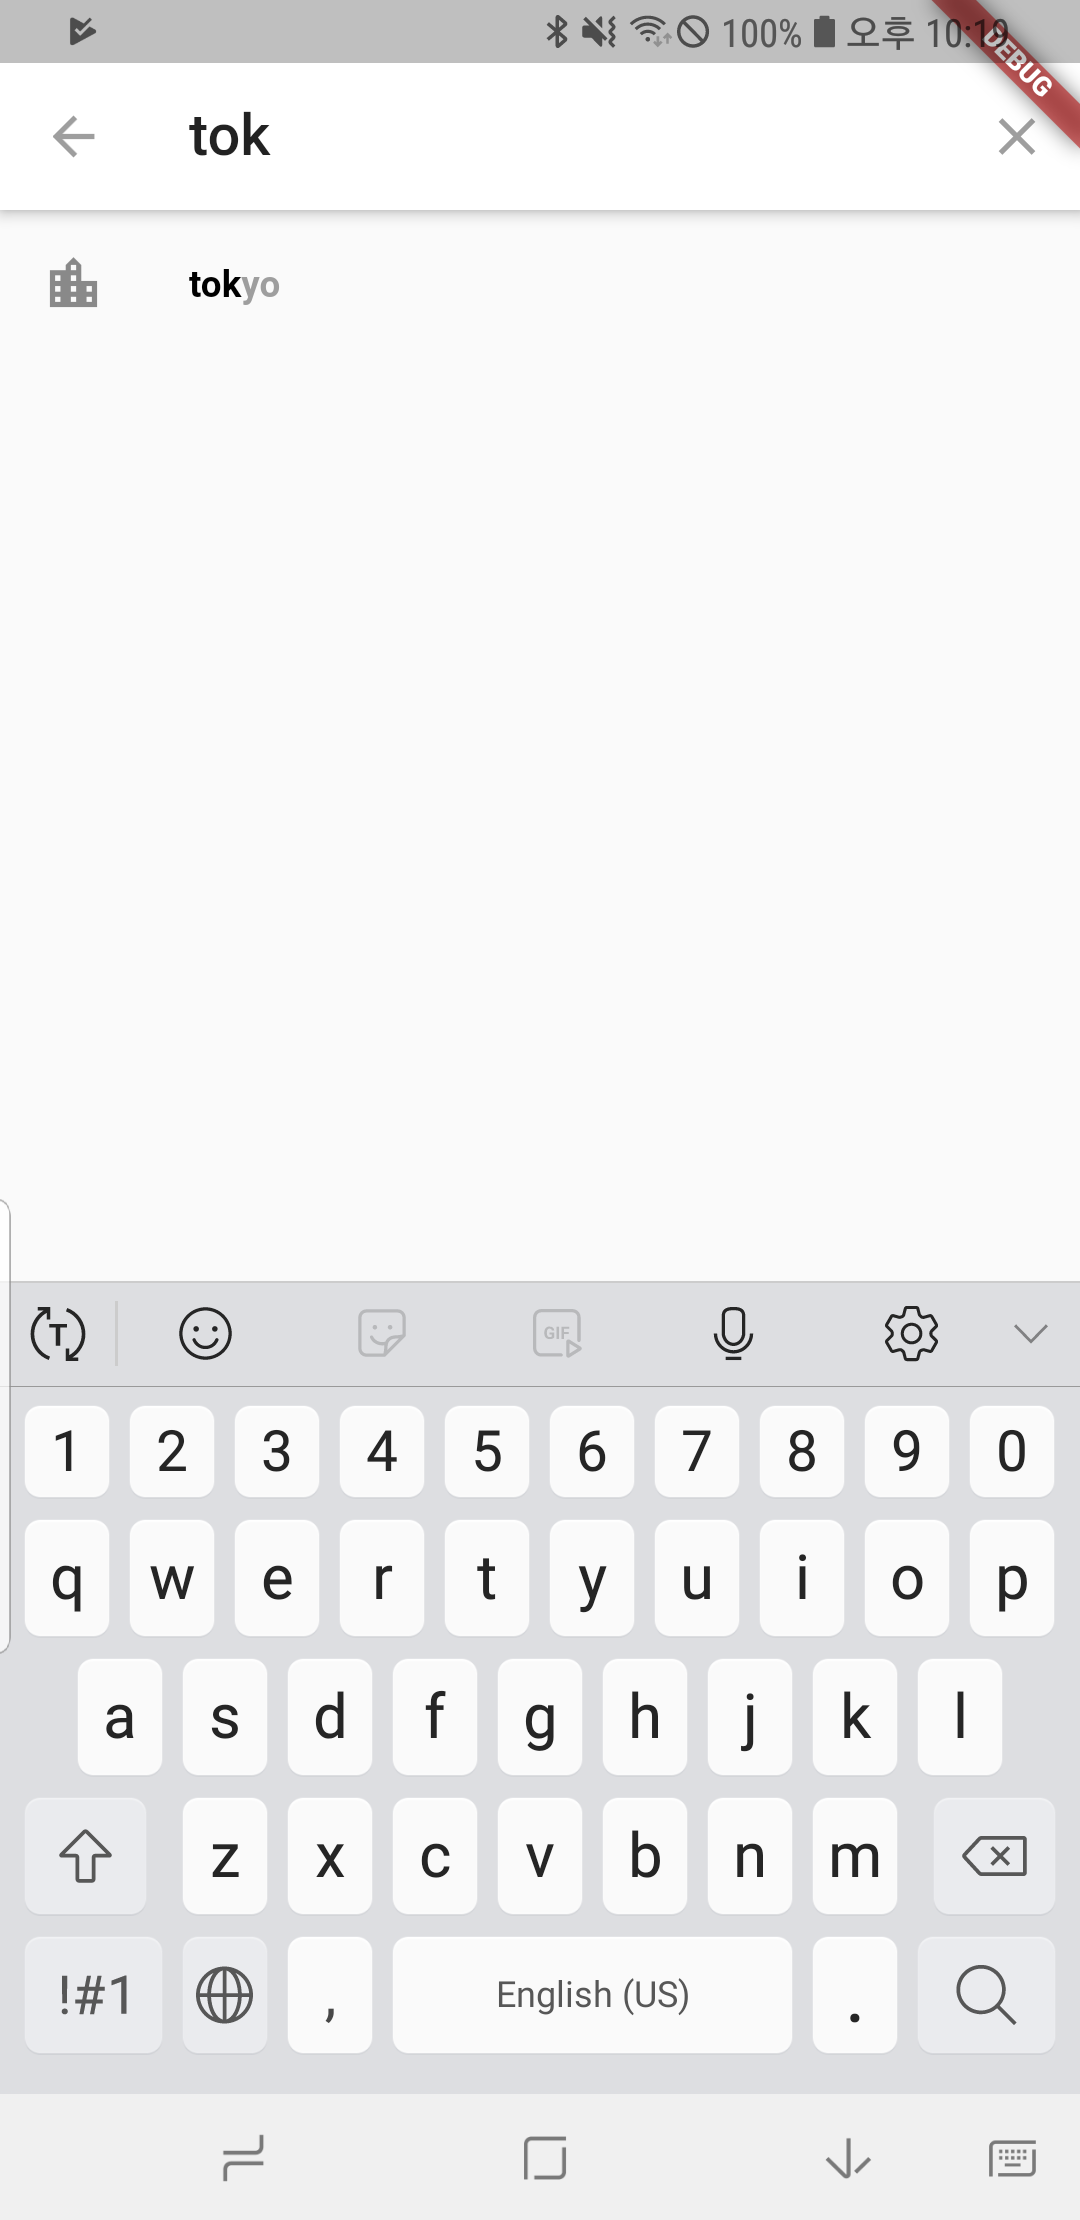 100% 오후 10:19
DEBUG
tok
tokyo
T
GIF
1 2 3 4 5 6 7 8 9 0
q w e r t y u i o p
a s d f g h j k l
z x c v b n m
!#1 , English (US) .